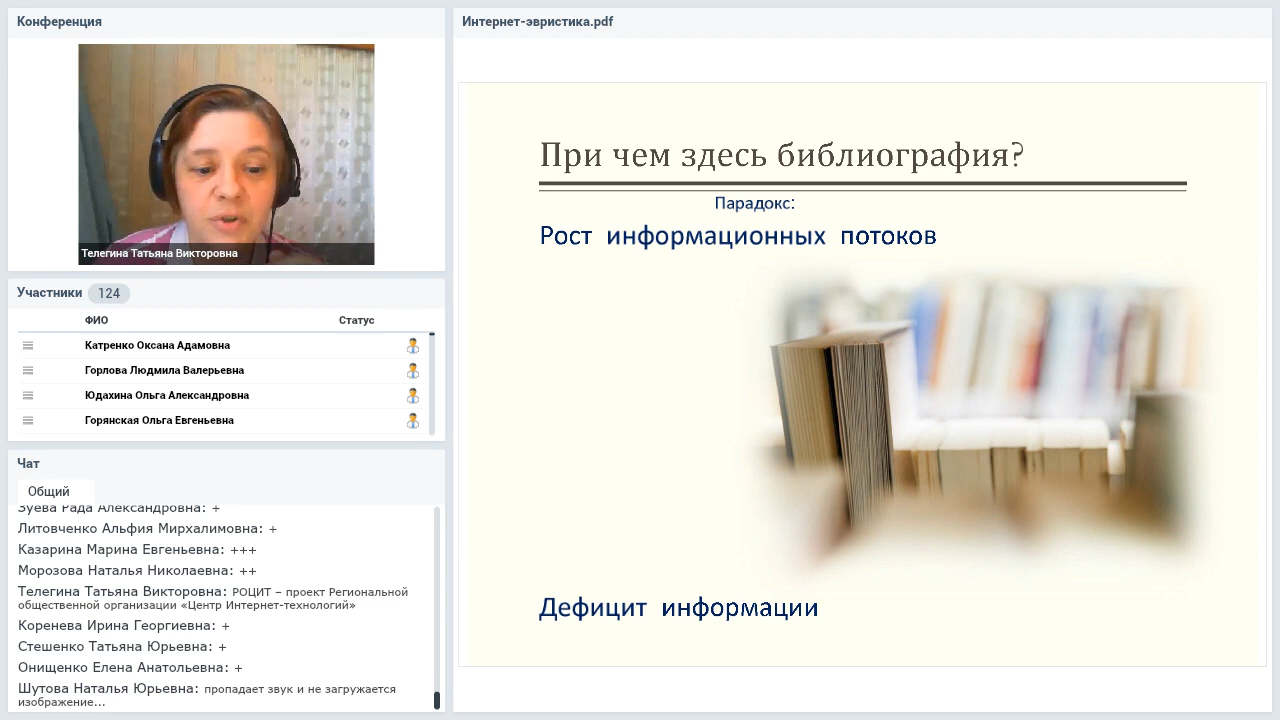 Конференция
Телегина Татьяна Викторовна
Участники 124
ФИО Статус
Катренко Оксана Адамовна
Горлова Людмила Валерьевна
Юдахина Ольга Александровна
Горянская Ольга Евгеньевна
Чат
Общий
Зуева Рада Александровна: +
Литовченко Альфия Мирхалимовна: +
Казарина Марина Евгеньевна: +++
Морозова Наталья Николаевна: ++
Телегина Татьяна Викторовна: РОЦИТ – проект Региональной
общественной организации «Центр Интернет-технологий»
Коренева Ирина Георгиевна: +
Стешенко Татьяна Юрьевна: +
Онищенко Елена Анатольевна: +
Шутова Наталья Юрьевна: пропадает звук и не загружается
изображение...
Интернет-эвристика.pdf
При чем здесь библиография?
Парадокс:
Рост информационных потоков
Дефицит информации